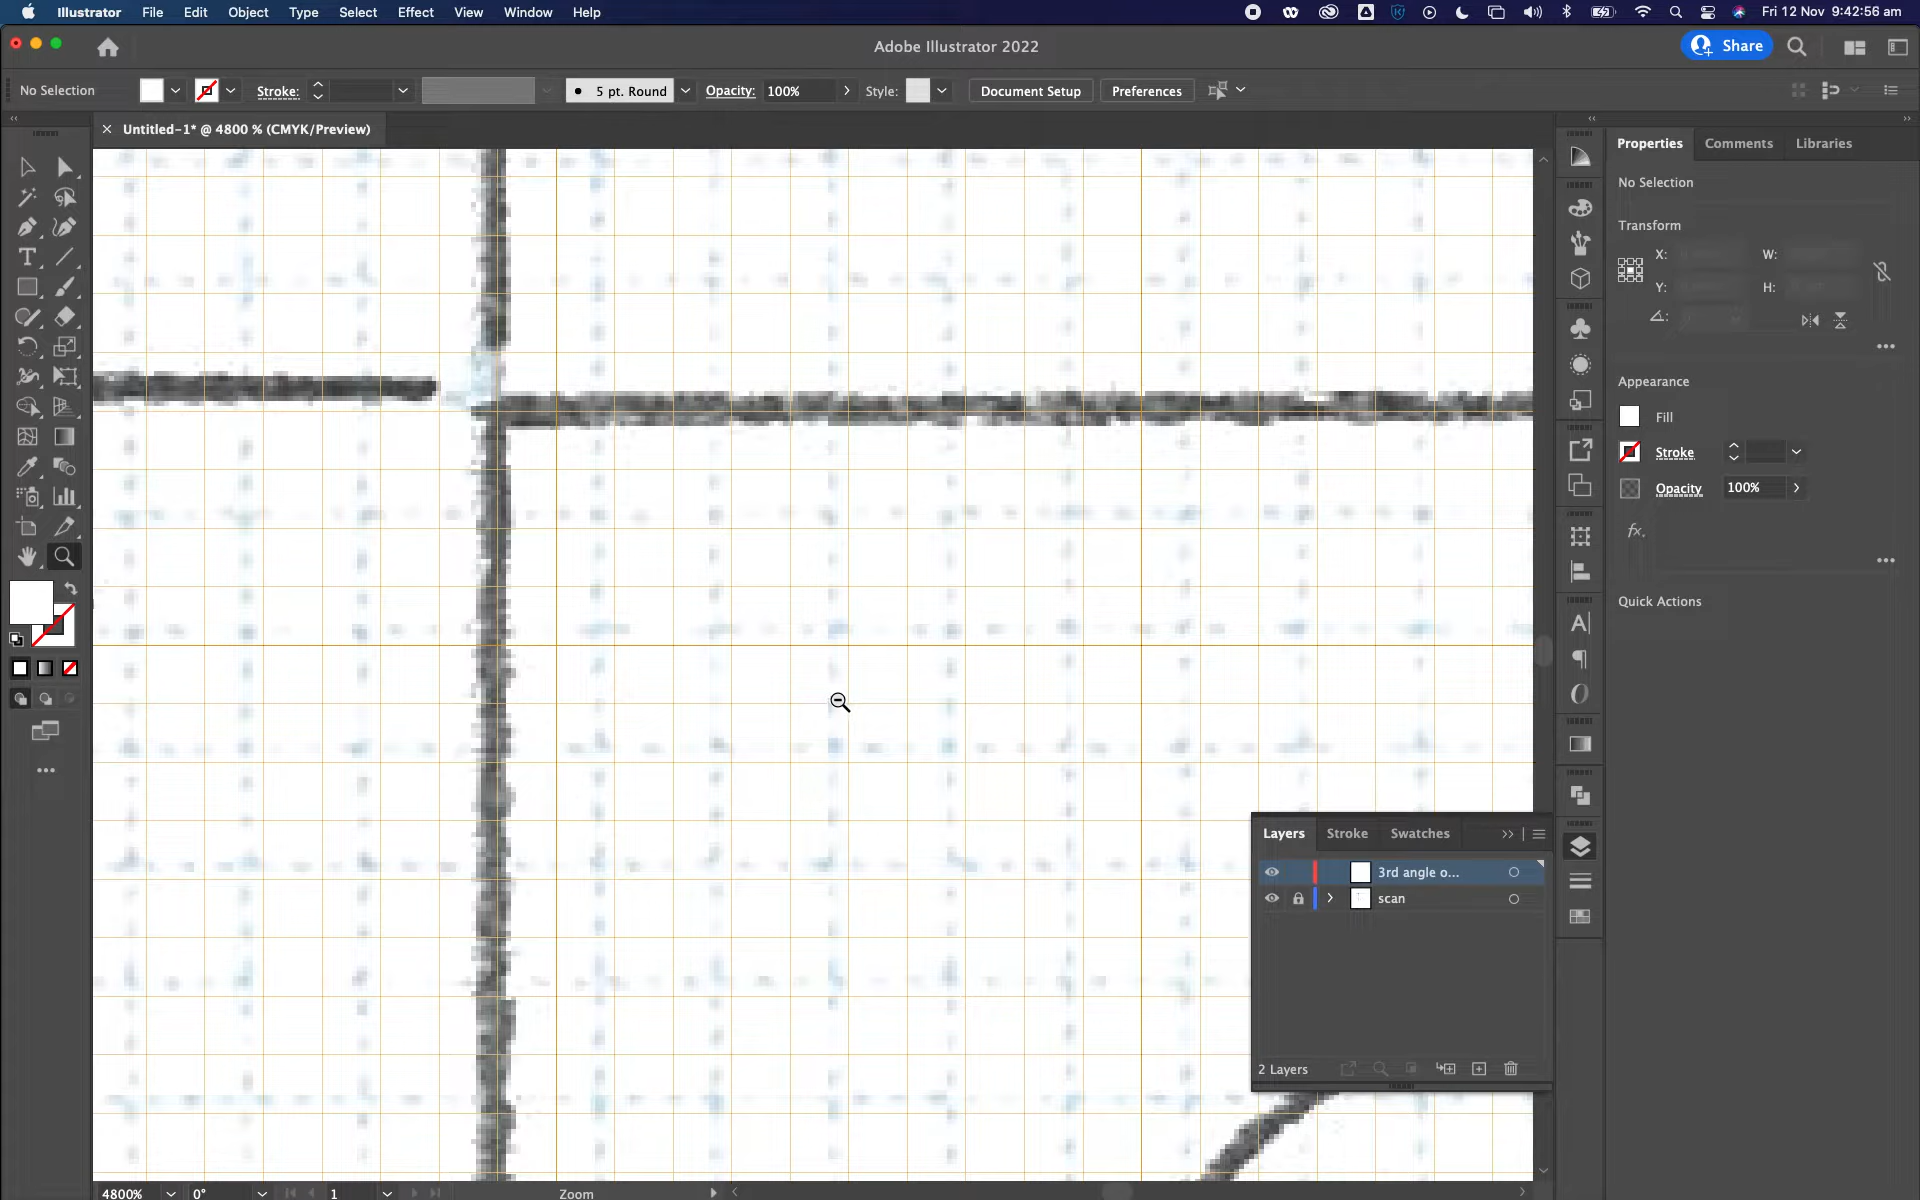 Illustrator File Edit Object Type Select Effect View Window Help
Fri 12 Nov 9:42:56 am
Adobe Illustrator 2022
Share
No Selection
Stroke:
5 pt. Round
Opacity: 100%
Style:
Document Setup
Preferences
Untitled-1* @ 4800 % (CMYK/Preview)
Properties Comments Libraries
No Selection
Transform
X: W:
Y: H:
Appearance
Fill
Stroke
Opacity 100%
fx.
Quick Actions
Layers Stroke Swatches
3rd angle o...
scan
2 Layers
4800% 0° 1 Zoom